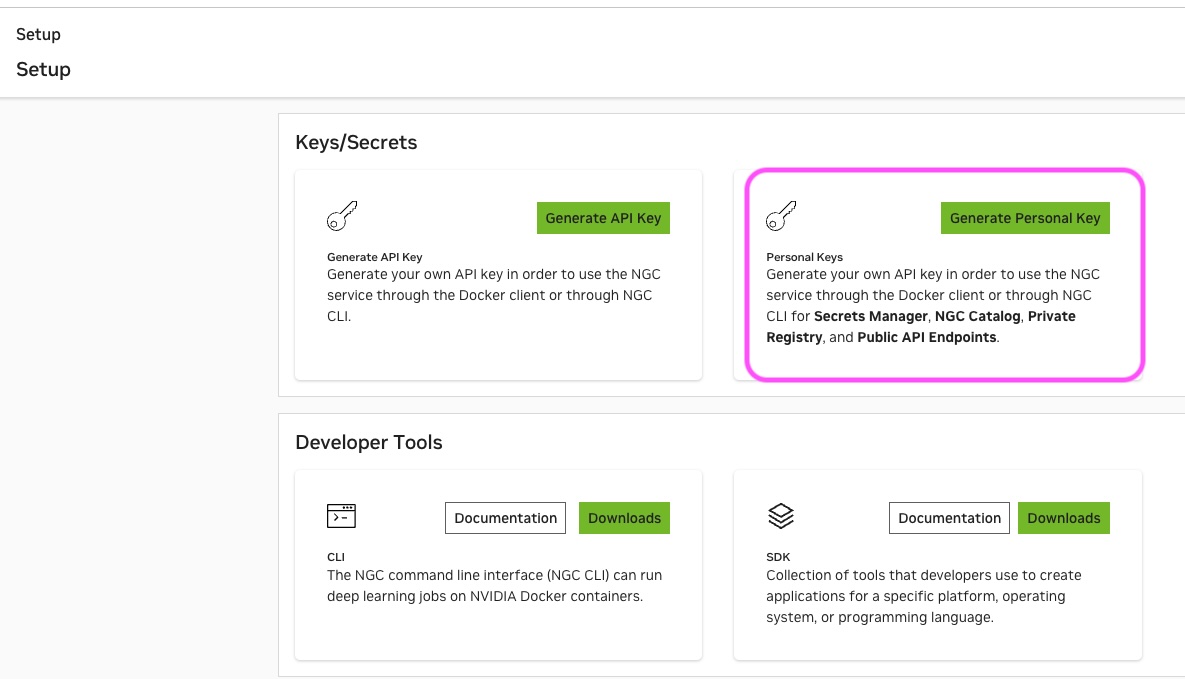 Setup
Setup
Keys/Secrets
Generate API Key
Generate API Key
Generate your own API key in order to use the NGC
service through the Docker client or through NGC
CLI.
Generate Personal Key
Personal Keys
Generate your own API key in order to use the NGC
service through the Docker client or through NGC
CLI for Secrets Manager, NGC Catalog, Private
Registry, and Public API Endpoints.
Developer Tools
Documentation
Downloads
CLI
The NGC command line interface (NGC CLI) can run
deep learning jobs on NVIDIA Docker containers.
Documentation
Downloads
SDK
Collection of tools that developers use to create
applications for a specific platform, operating
system, or programming language.